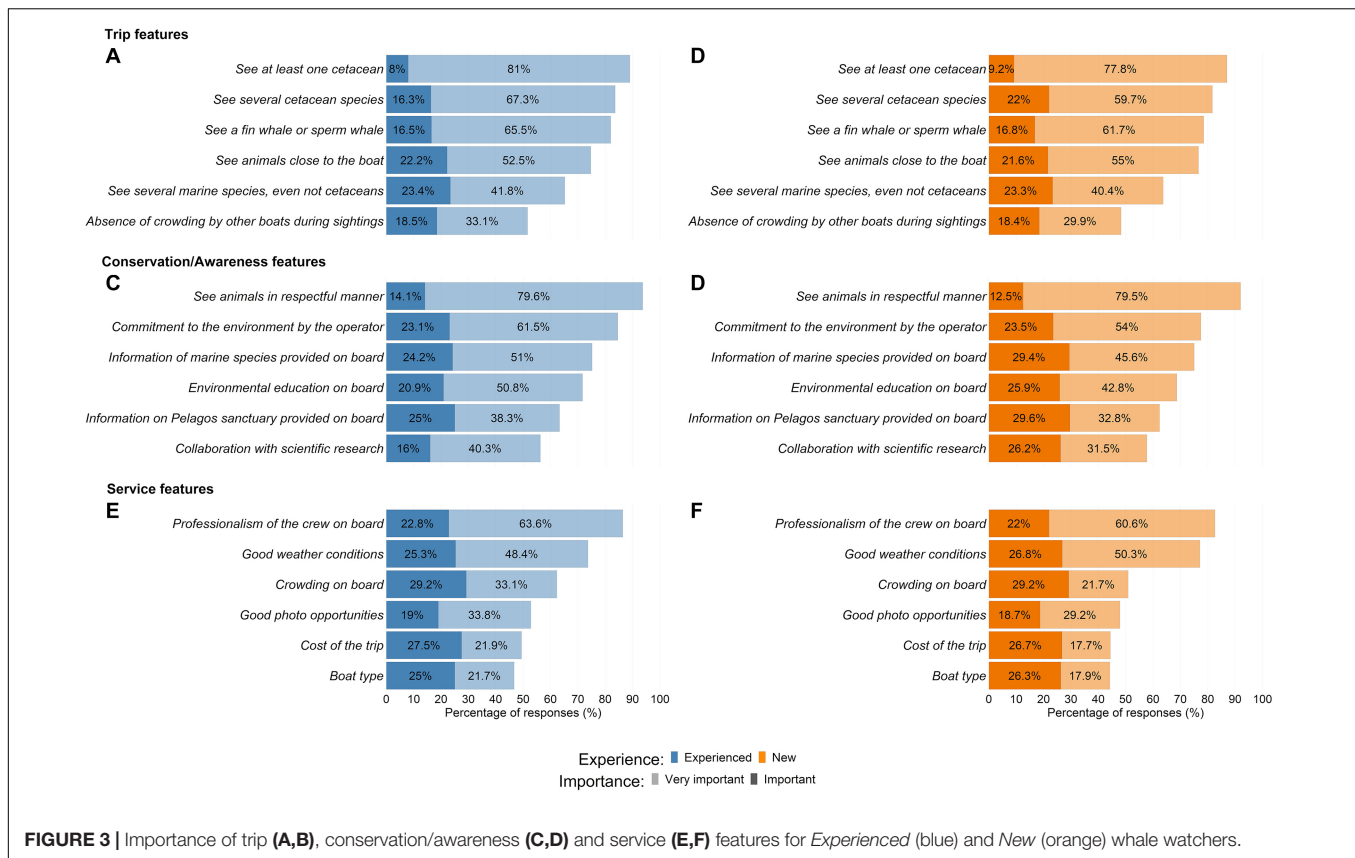 Trip features
A
D
See at least one cetacean 8% 81%
See at least one cetacean 9.2% 77.8%
See several cetacean species 16.3% 67.3%
See several cetacean species 22% 59.7%
See a fin whale or sperm whale 16.5% 65.5%
See a fin whale or sperm whale 16.8% 61.7%
See animals close to the boat 22.2% 52.5%
See animals close to the boat 21.6% 55%
See several marine species, even not cetaceans 23.4% 41.8%
See several marine species, even not cetaceans 23.3% 40.4%
Absence of crowding by other boats during sightings 18.5% 33.1%
Absence of crowding by other boats during sightings 18.4% 29.9%
Conservation/Awareness features
C
D
See animals in respectful manner 14.1% 79.6%
See animals in respectful manner 12.5% 79.5%
Commitment to the environment by the operator 23.1% 61.5%
Commitment to the environment by the operator 23.5% 54%
Information of marine species provided on board 24.2% 51%
Information of marine species provided on board 29.4% 45.6%
Environmental education on board 20.9% 50.8%
Environmental education on board 25.9% 42.8%
Information on Pelagos sanctuary provided on board 25% 38.3%
Information on Pelagos sanctuary provided on board 29.6% 32.8%
Collaboration with scientific research 16% 40.3%
Collaboration with scientific research 26.2% 31.5%
Service features
E
F
Professionalism of the crew on board 22.8% 63.6%
Professionalism of the crew on board 22% 60.6%
Good weather conditions 25.3% 48.4%
Good weather conditions 26.8% 50.3%
Crowding on board 29.2% 33.1%
Crowding on board 29.2% 21.7%
Good photo opportunities 19% 33.8%
Good photo opportunities 18.7% 29.2%
Cost of the trip 27.5% 21.9%
Cost of the trip 26.7% 17.7%
Boat type 25% 21.7%
Boat type 26.3% 17.9%
0 10 20 30 40 50 60 70 80 90 100
0 10 20 30 40 50 60 70 80 90 100
Percentage of responses (%)
Percentage of responses (%)
Experience: Experienced New
Importance: Very important Important
FIGURE 3 | Importance of trip (A,B), conservation/awareness (C,D) and service (E,F) features for Experienced (blue) and New (orange) whale watchers.